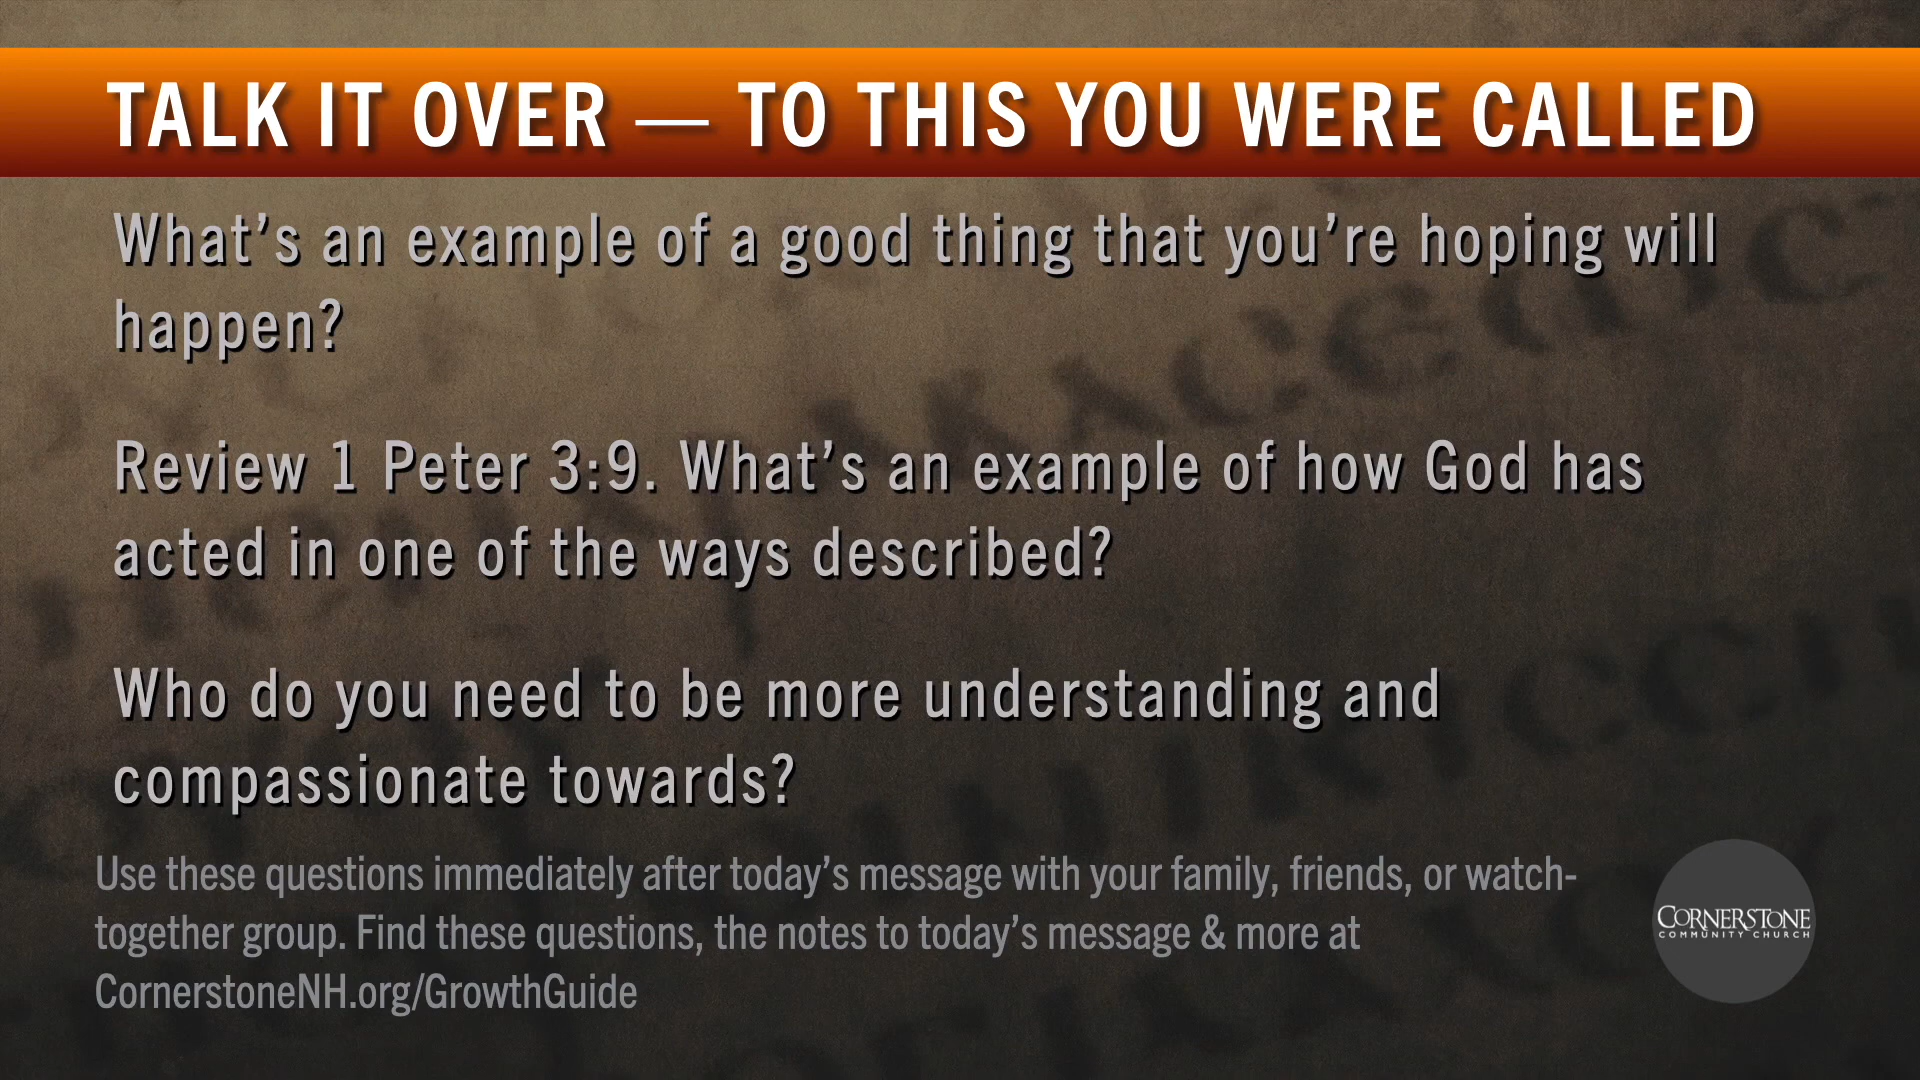 TALK IT OVER — TO THIS YOU WERE CALLED
What’s an example of a good thing that you’re hoping will
happen?
Review 1 Peter 3:9. What’s an example of how God has
acted in one of the ways described?
Who do you need to be more understanding and
compassionate towards?
Use these questions immediately after today’s message with your family, friends, or watch-
together group. Find these questions, the notes to today’s message & more at
CornerstoneNH.org/GrowthGuide
CORNERSTONE
COMMUNITY CHURCH